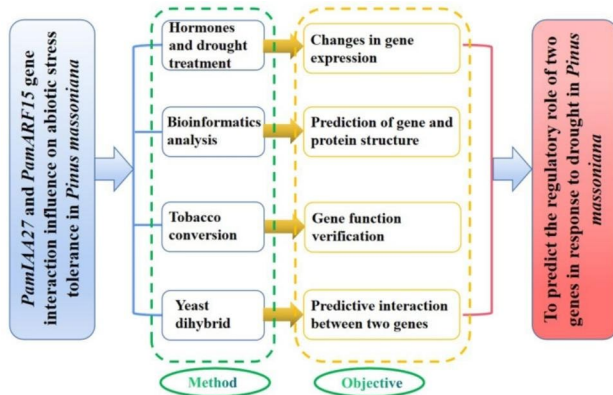 PamIAA27 and PamARF15 gene
interaction influence on abiotic stress
tolerance in Pinus massoniana
Hormones
and drought
treatment
Changes in gene
expression
Bioinformatics
analysis
Prediction of gene and
protein structure
Tobacco
conversion
Gene function
verification
Yeast
dihybrid
Predictive interaction
between two genes
Method
Objective
To predict the regulatory role of two
genes in response to drought in Pinus
massoniana